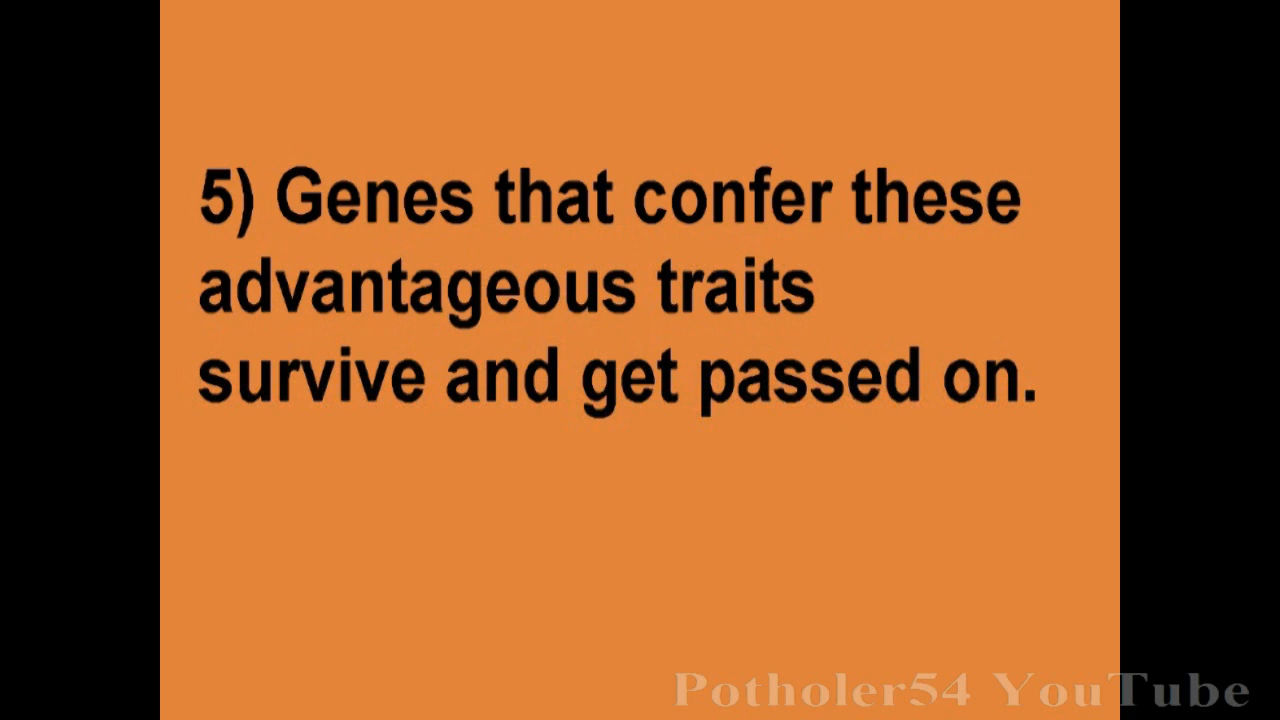 5) Genes that confer these
advantageous traits
survive and get passed on.
Potholer54 YouTube